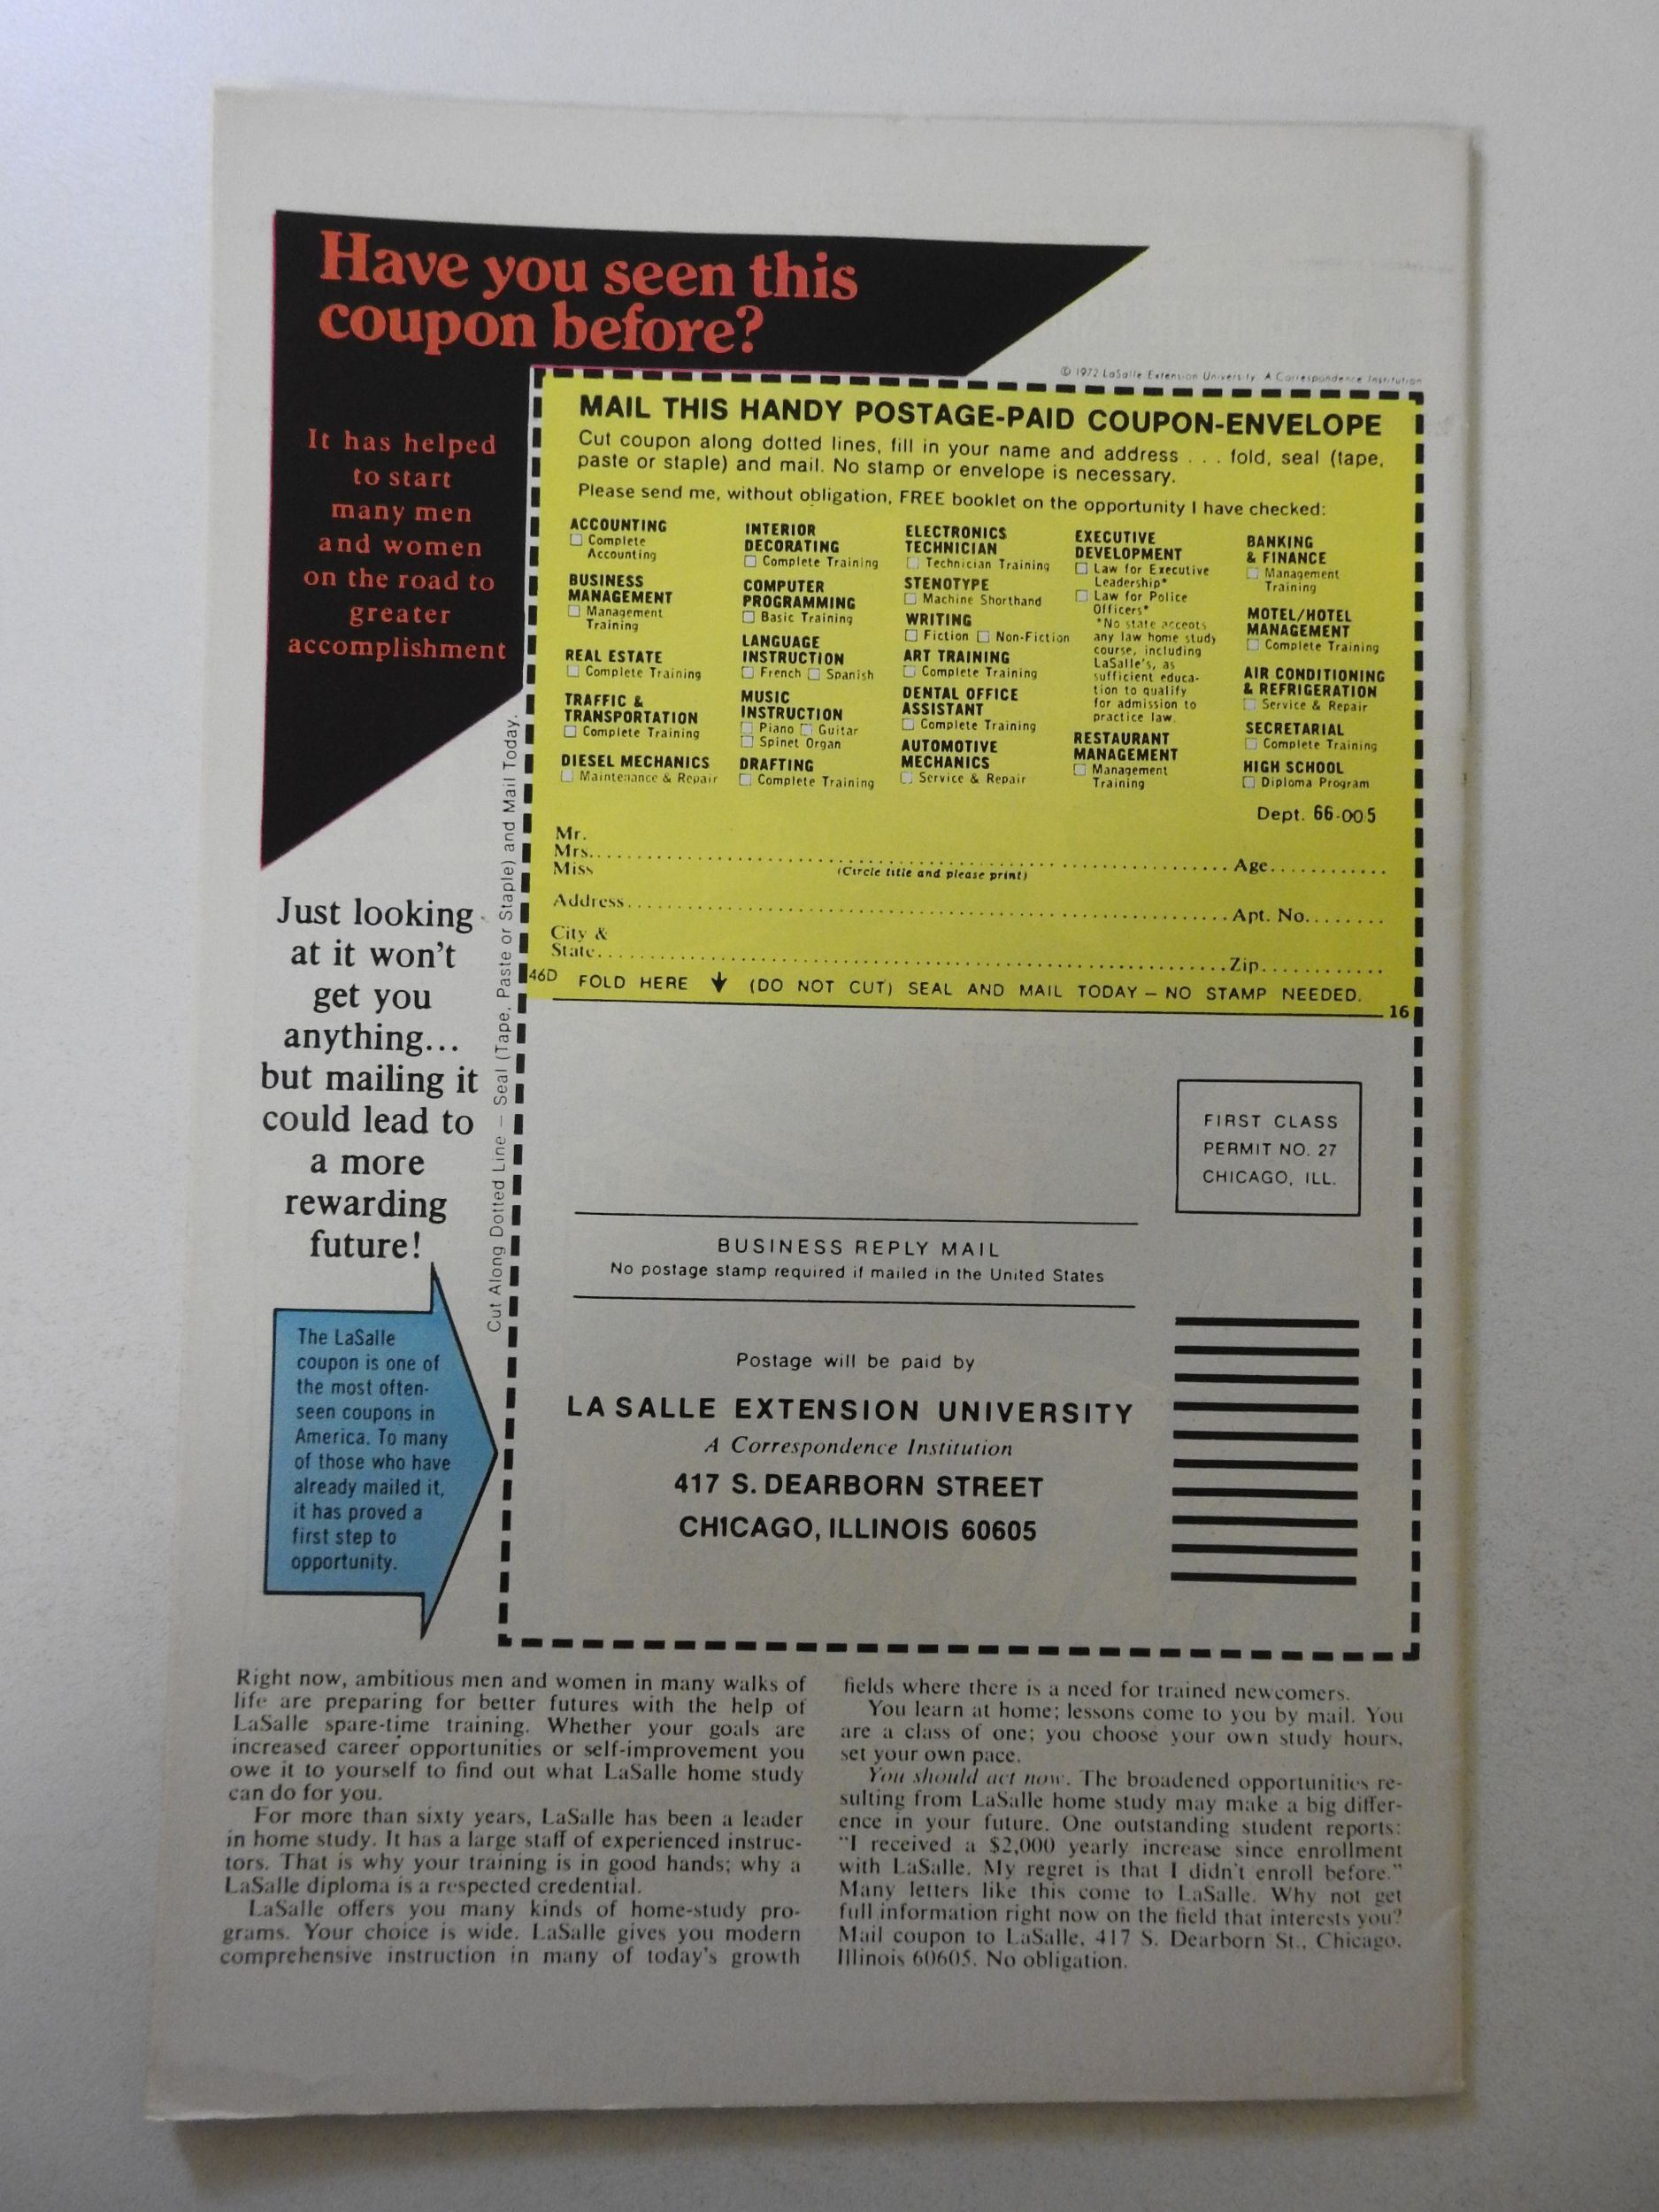 Have you seen this
coupon before?
It has helped
to start
many men
and women
on the road to
greater
accomplishment
© 1972 LaSalle Extension University A Correspondence Institution
MAIL THIS HANDY POSTAGE-PAID COUPON-ENVELOPE
Cut coupon along dotted lines, fill in your name and address . . . fold, seal (tape,
paste or staple) and mail. No stamp or envelope is necessary.
Please send me, without obligation, FREE booklet on the opportunity I have checked:
ACCOUNTING
Complete
Accounting
BUSINESS
MANAGEMENT
Management
Training
REAL ESTATE
Complete Training
TRAFFIC &
TRANSPORTATION
Complete Training
DIESEL MECHANICS
Maintenance & Repair
INTERIOR
DECORATING
Complete Training
COMPUTER
PROGRAMMING
Basic Training
LANGUAGE
INSTRUCTION
French Spanish
MUSIC
INSTRUCTION
Piano Guitar
Spinet Organ
DRAFTING
Complete Training
ELECTRONICS
TECHNICIAN
Technician Training
STENOTYPE
Machine Shorthand
WRITING
Fiction Non-Fiction
ART TRAINING
Complete Training
DENTAL OFFICE
ASSISTANT
Complete Training
AUTOMOTIVE
MECHANICS
Service & Repair
EXECUTIVE
DEVELOPMENT
Law for Executive
Leadership*
Law for Police
Officers*
*No state accepts
any law home study
course, including
LaSalle's, as
sufficient educa-
tion to qualify
for admission to
practice law.
RESTAURANT
MANAGEMENT
Management
Training
BANKING
& FINANCE
Management
Training
MOTEL/HOTEL
MANAGEMENT
Complete Training
AIR CONDITIONING
& REFRIGERATION
Service & Repair
SECRETARIAL
Complete Training
HIGH SCHOOL
Diploma Program
Dept. 66-005
Mr.
Mrs. Age
Miss (Circle title and please print)
Address Apt. No.
City &
State Zip
46D FOLD HERE (DO NOT CUT) SEAL AND MAIL TODAY – NO STAMP NEEDED.
16
Cut Along Dotted Line – Seal (Tape, Paste or Staple) and Mail Today.
Just looking
at it won't
get you
anything...
but mailing it
could lead to
a more
rewarding
future!
The LaSalle
coupon is one of
the most often-
seen coupons in
America. To many
of those who have
already mailed it,
it has proved a
first step to
opportunity.
FIRST CLASS
PERMIT NO. 27
CHICAGO, ILL.
BUSINESS REPLY MAIL
No postage stamp required if mailed in the United States
Postage will be paid by
LA SALLE EXTENSION UNIVERSITY
A Correspondence Institution
417 S. DEARBORN STREET
CHICAGO, ILLINOIS 60605
Right now, ambitious men and women in many walks of
life are preparing for better futures with the help of
LaSalle spare-time training. Whether your goals are
increased career opportunities or self-improvement you
owe it to yourself to find out what LaSalle home study
can do for you.
For more than sixty years, LaSalle has been a leader
in home study. It has a large staff of experienced instruc-
tors. That is why your training is in good hands; why a
LaSalle diploma is a respected credential.
LaSalle offers you many kinds of home-study pro-
grams. Your choice is wide. LaSalle gives you modern
comprehensive instruction in many of today's growth
fields where there is a need for trained newcomers.
You learn at home; lessons come to you by mail. You
are a class of one; you choose your own study hours,
set your own pace.
You should act now. The broadened opportunities re-
sulting from LaSalle home study may make a big differ-
ence in your future. One outstanding student reports:
"I received a $2,000 yearly increase since enrollment
with LaSalle. My regret is that I didn't enroll before."
Many letters like this come to LaSalle. Why not get
full information right now on the field that interests you?
Mail coupon to LaSalle, 417 S. Dearborn St., Chicago,
Illinois 60605. No obligation.